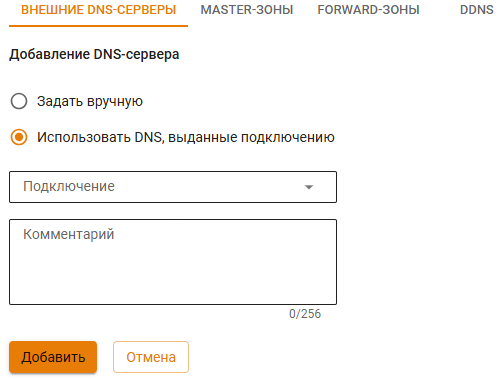 ВНЕШНИЕ DNS-СЕРВЕРЫ MASTER-ЗОНЫ FORWARD-ЗОНЫ DDNS
Добавление DNS-сервера
Задать вручную
Использовать DNS, выданные подключению
Подключение
Комментарий
0/256
Добавить Отмена